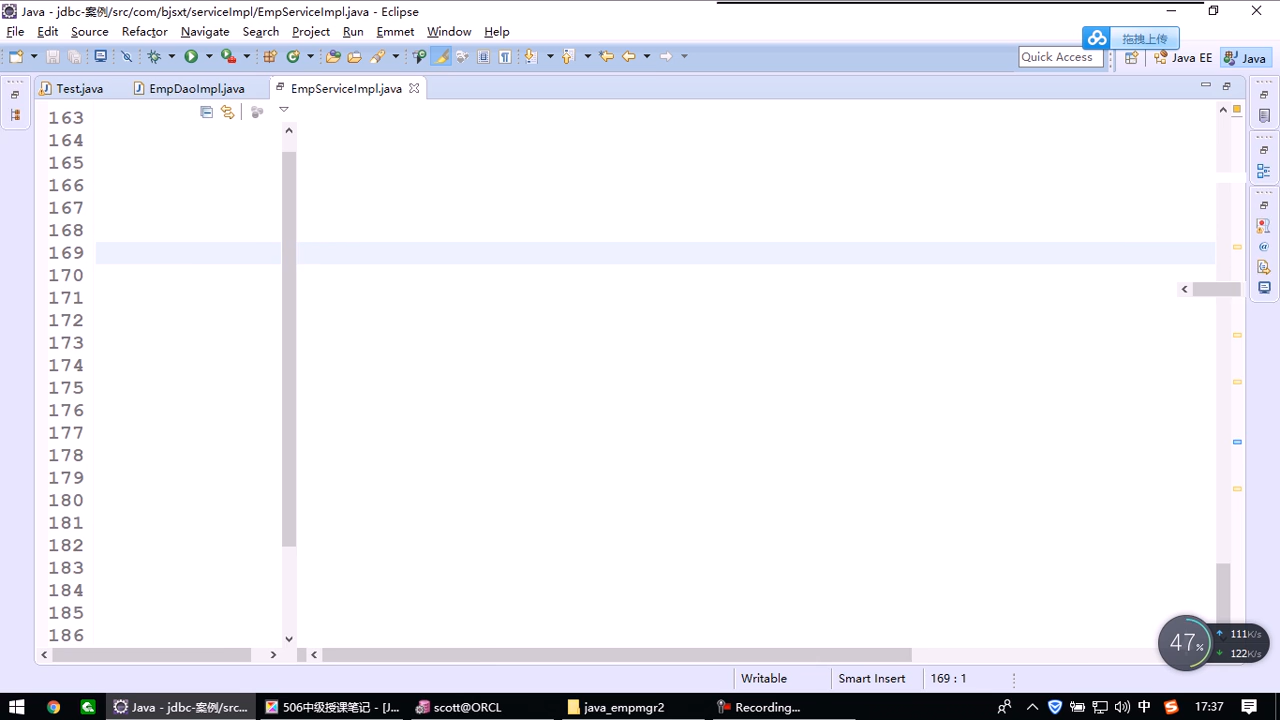 Java - jdbc-案例/src/com/bjsxt/serviceImpl/EmpServiceImpl.java - Eclipse
File Edit Source Refactor Navigate Search Project Run Emmet Window Help
拖拽上传
Quick Access
Java EE
Java
Test.java
EmpDaoImpl.java
EmpServiceImpl.java
163
164
165
166
167
168
169
170
171
172
173
174
175
176
177
178
179
180
181
182
183
184
185
186
47%
111K/s
122K/s
Writable
Smart Insert
169 : 1
Java - jdbc-案例/src...
506中级授课笔记 - [J...
scott@ORCL
java_empmgr2
Recording...
中
17:37